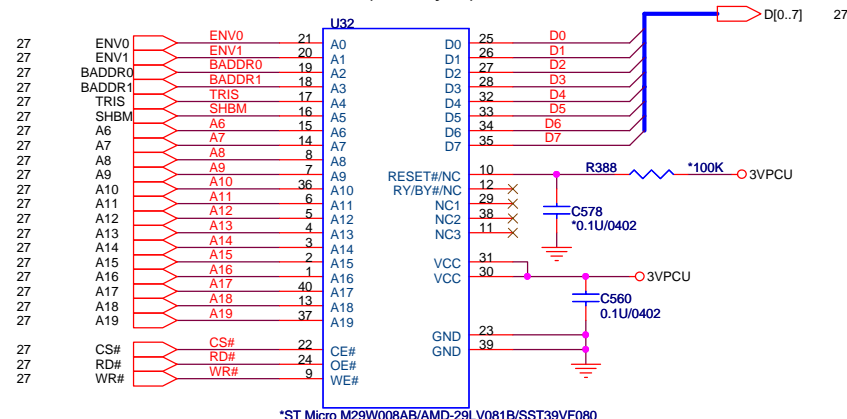 U32
D[0..7] 27
27 ENV0 ENV0 21 A0 D0 25 D0
27 ENV1 ENV1 20 A1 D1 26 D1
27 BADDR0 BADDR0 19 A2 D2 27 D2
27 BADDR1 BADDR1 18 A3 D3 28 D3
27 TRIS TRIS 17 A4 D4 32 D4
27 SHBM SHBM 16 A5 D5 33 D5
27 A6 A6 15 A6 D6 34 D6
27 A7 A7 14 A7 D7 35 D7
27 A8 A8 8 A8
27 A9 A9 7 A9 RESET#/NC 10 R388 *100K 3VPCU
27 A10 A10 36 A10 RY/BY#/NC 12
27 A11 A11 6 A11 NC1 29
27 A12 A12 5 A12 NC2 38 C578
27 A13 A13 4 A13 NC3 11 *0.1U/0402
27 A14 A14 3 A14
27 A15 A15 2 A15 VCC 31
27 A16 A16 1 A16 VCC 30 3VPCU
27 A17 A17 40 A17
27 A18 A18 13 A18 C560
27 A19 A19 37 A19 0.1U/0402
GND 23
27 CS# CS# 22 CE# GND 39
27 RD# RD# 24 OE#
27 WR# WR# 9 WE#
*ST Micro M29W008AB/AMD-29LV081B/SST39VF080